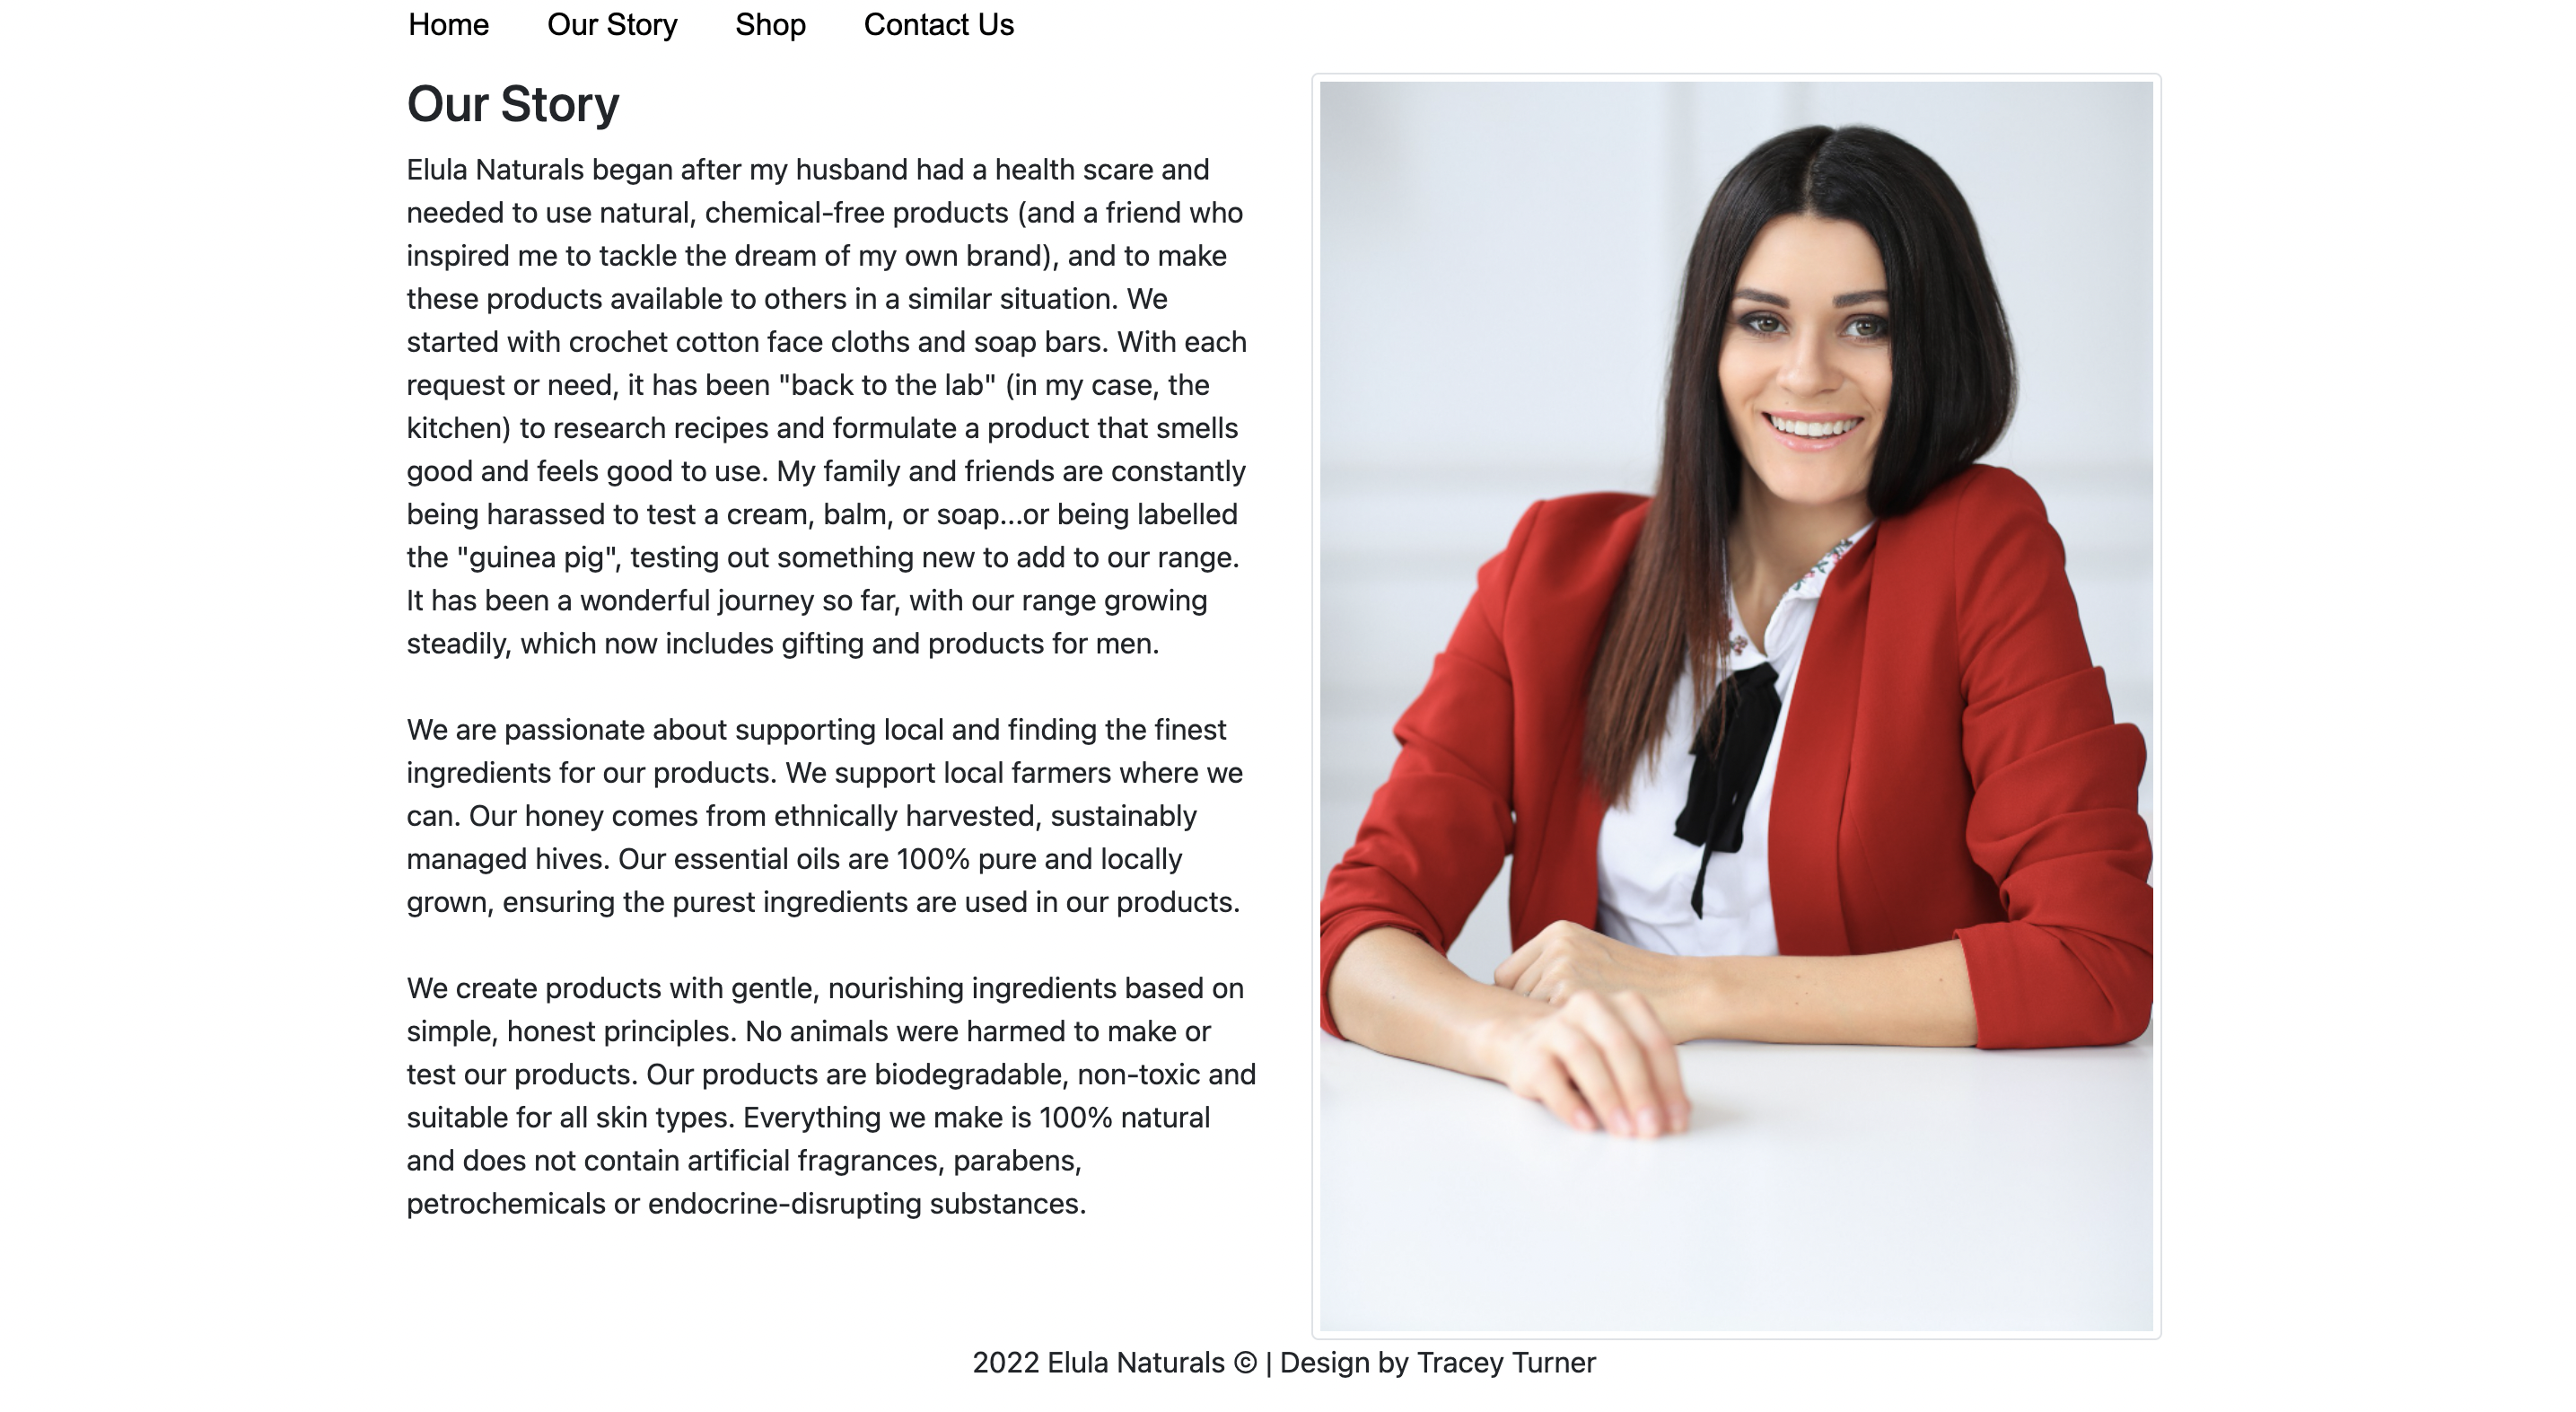 Home Our Story Shop Contact Us
Our Story
Elula Naturals began after my husband had a health scare and
needed to use natural, chemical-free products (and a friend who
inspired me to tackle the dream of my own brand), and to make
these products available to others in a similar situation. We
started with crochet cotton face cloths and soap bars. With each
request or need, it has been "back to the lab" (in my case, the
kitchen) to research recipes and formulate a product that smells
good and feels good to use. My family and friends are constantly
being harassed to test a cream, balm, or soap...or being labelled
the "guinea pig", testing out something new to add to our range.
It has been a wonderful journey so far, with our range growing
steadily, which now includes gifting and products for men.
We are passionate about supporting local and finding the finest
ingredients for our products. We support local farmers where we
can. Our honey comes from ethnically harvested, sustainably
managed hives. Our essential oils are 100% pure and locally
grown, ensuring the purest ingredients are used in our products.
We create products with gentle, nourishing ingredients based on
simple, honest principles. No animals were harmed to make or
test our products. Our products are biodegradable, non-toxic and
suitable for all skin types. Everything we make is 100% natural
and does not contain artificial fragrances, parabens,
petrochemicals or endocrine-disrupting substances.
2022 Elula Naturals © | Design by Tracey Turner